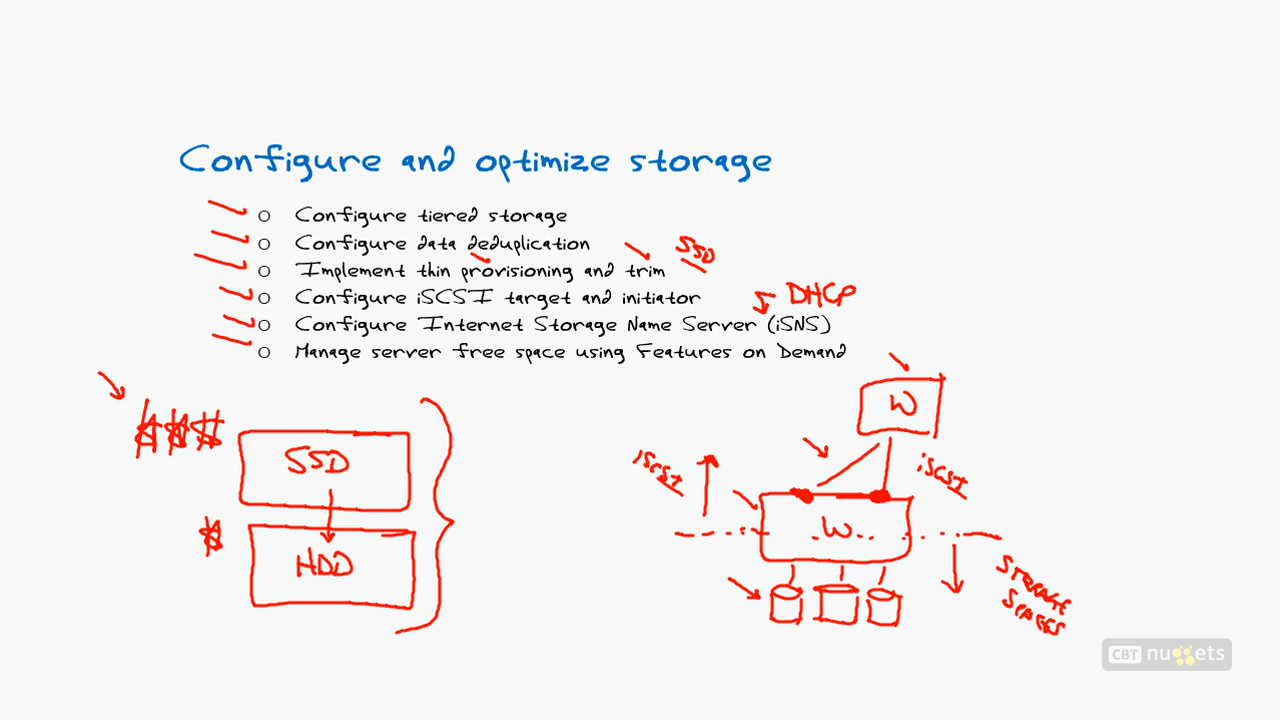 Configure and optimize storage
○ Configure tiered storage
○ Configure data deduplication
○ Implement thin provisioning and trim
SSD
○ Configure iSCSI target and initiator
DHCP
○ Configure Internet Storage Name Server (iSNS)
○ Manage server free space using Features on Demand
$$$
SSD
$
HDD
W
iSCSI
iSCSI
W
STORAGE
SPACES
CBT nuggets